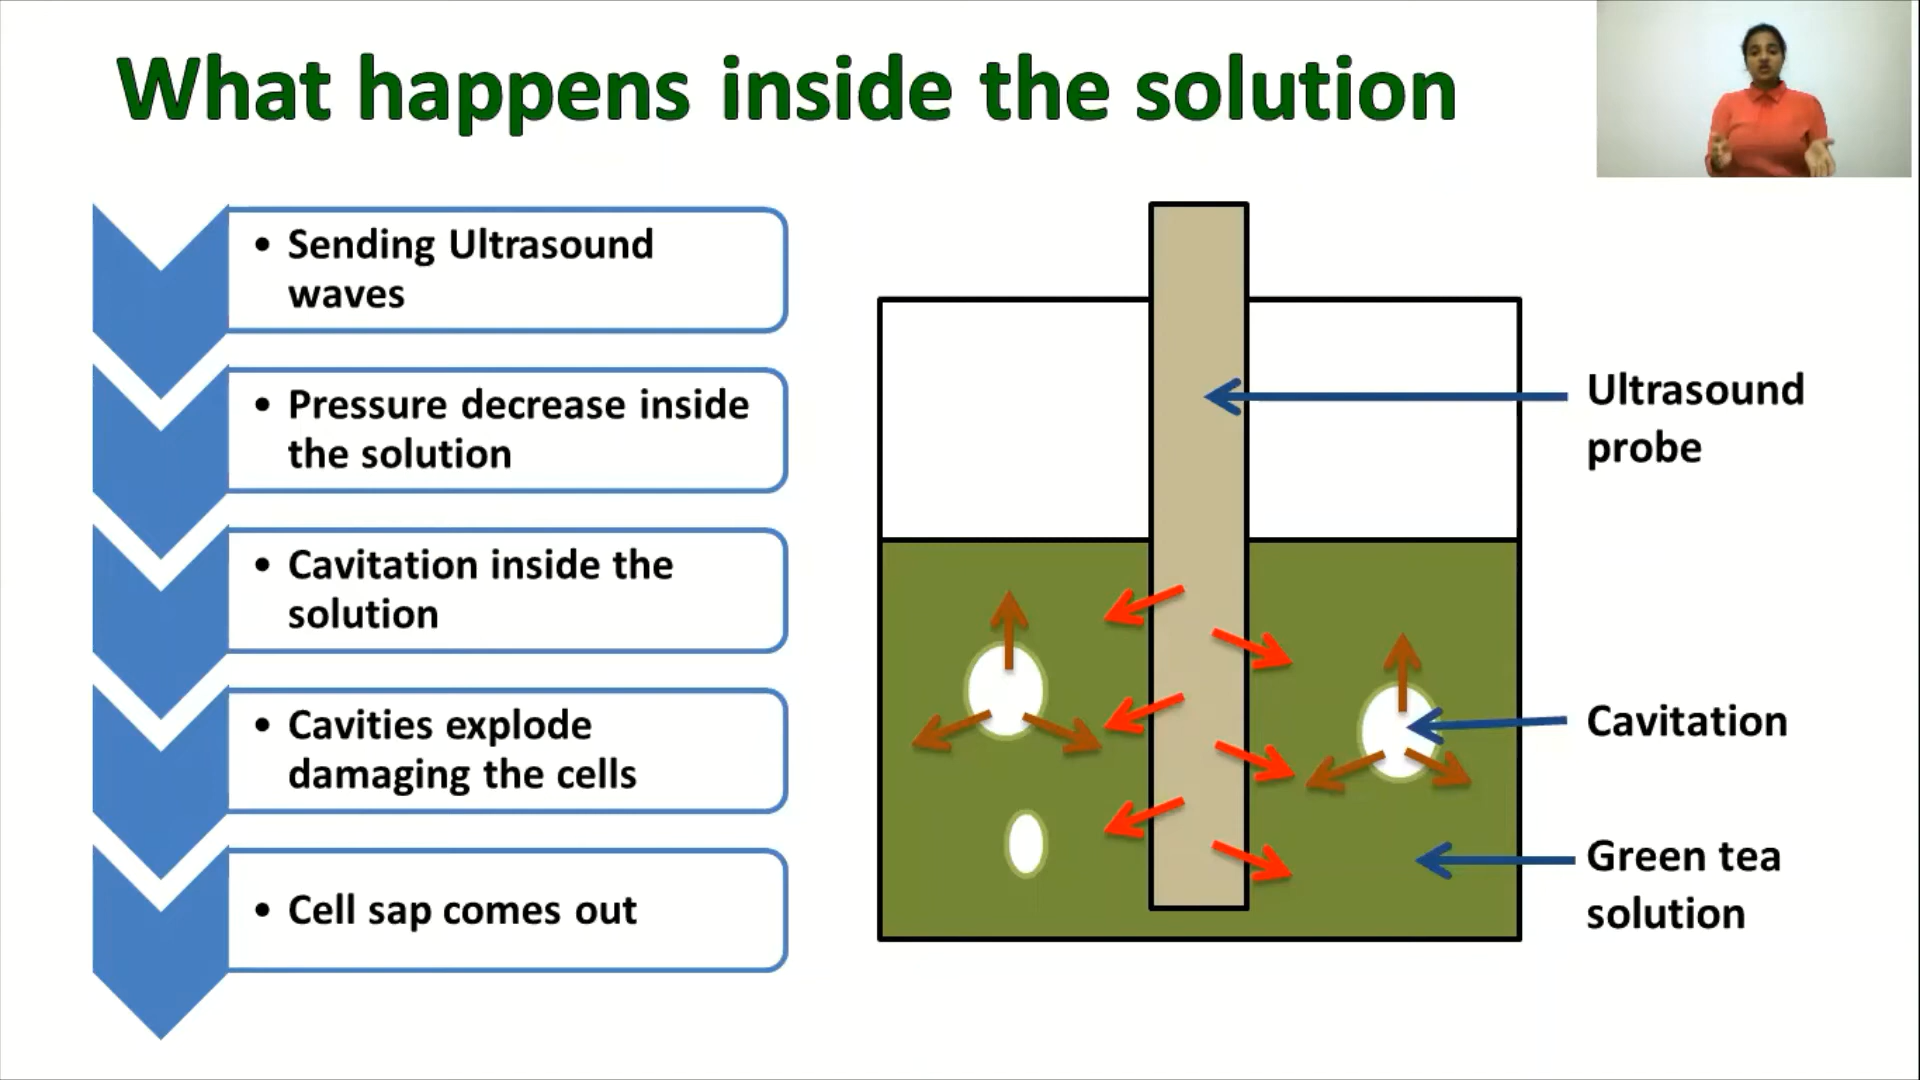 What happens inside the solution
• Sending Ultrasound
waves
• Pressure decrease inside
the solution
• Cavitation inside the
solution
• Cavities explode
damaging the cells
• Cell sap comes out
Ultrasound
probe
Cavitation
Green tea
solution